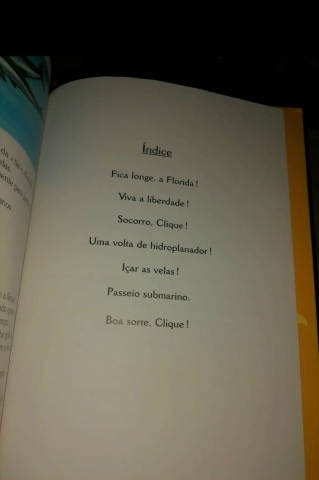 Índice
Fica longe, a Florida!
Viva a liberdade!
Socorro, Clique!
Uma volta de hidroplanador!
Içar as velas!
Passeio submarino.
Boa sorte, Clique!